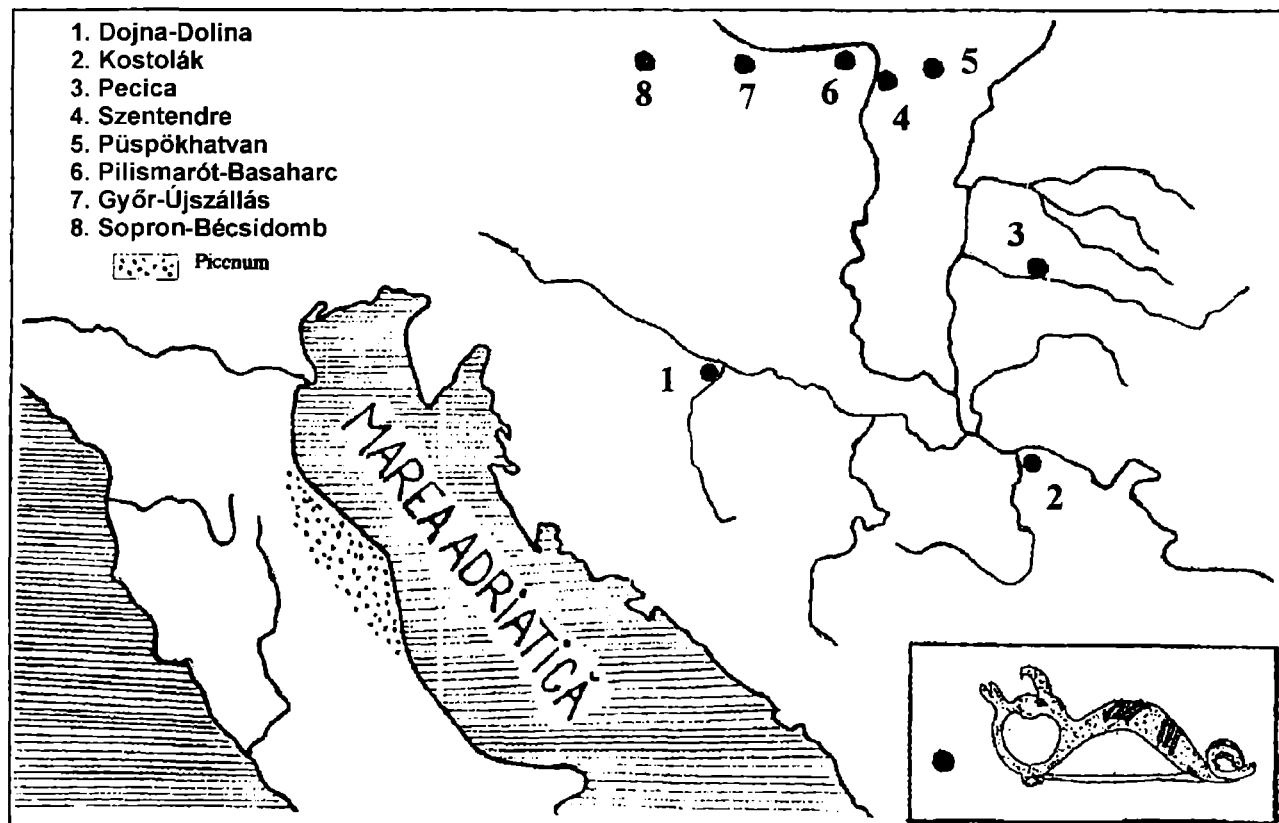 1. Dojna-Dolina
2. Kostolák
3. Pecica
4. Szentendre
5. Püspökhatvan
6. Pilismarót-Basaharc
7. Győr-Újszállás
8. Sopron-Bécsidomb
Picenum
8
7
6
4
5
3
1
2
MAREA ADRIATICĂ